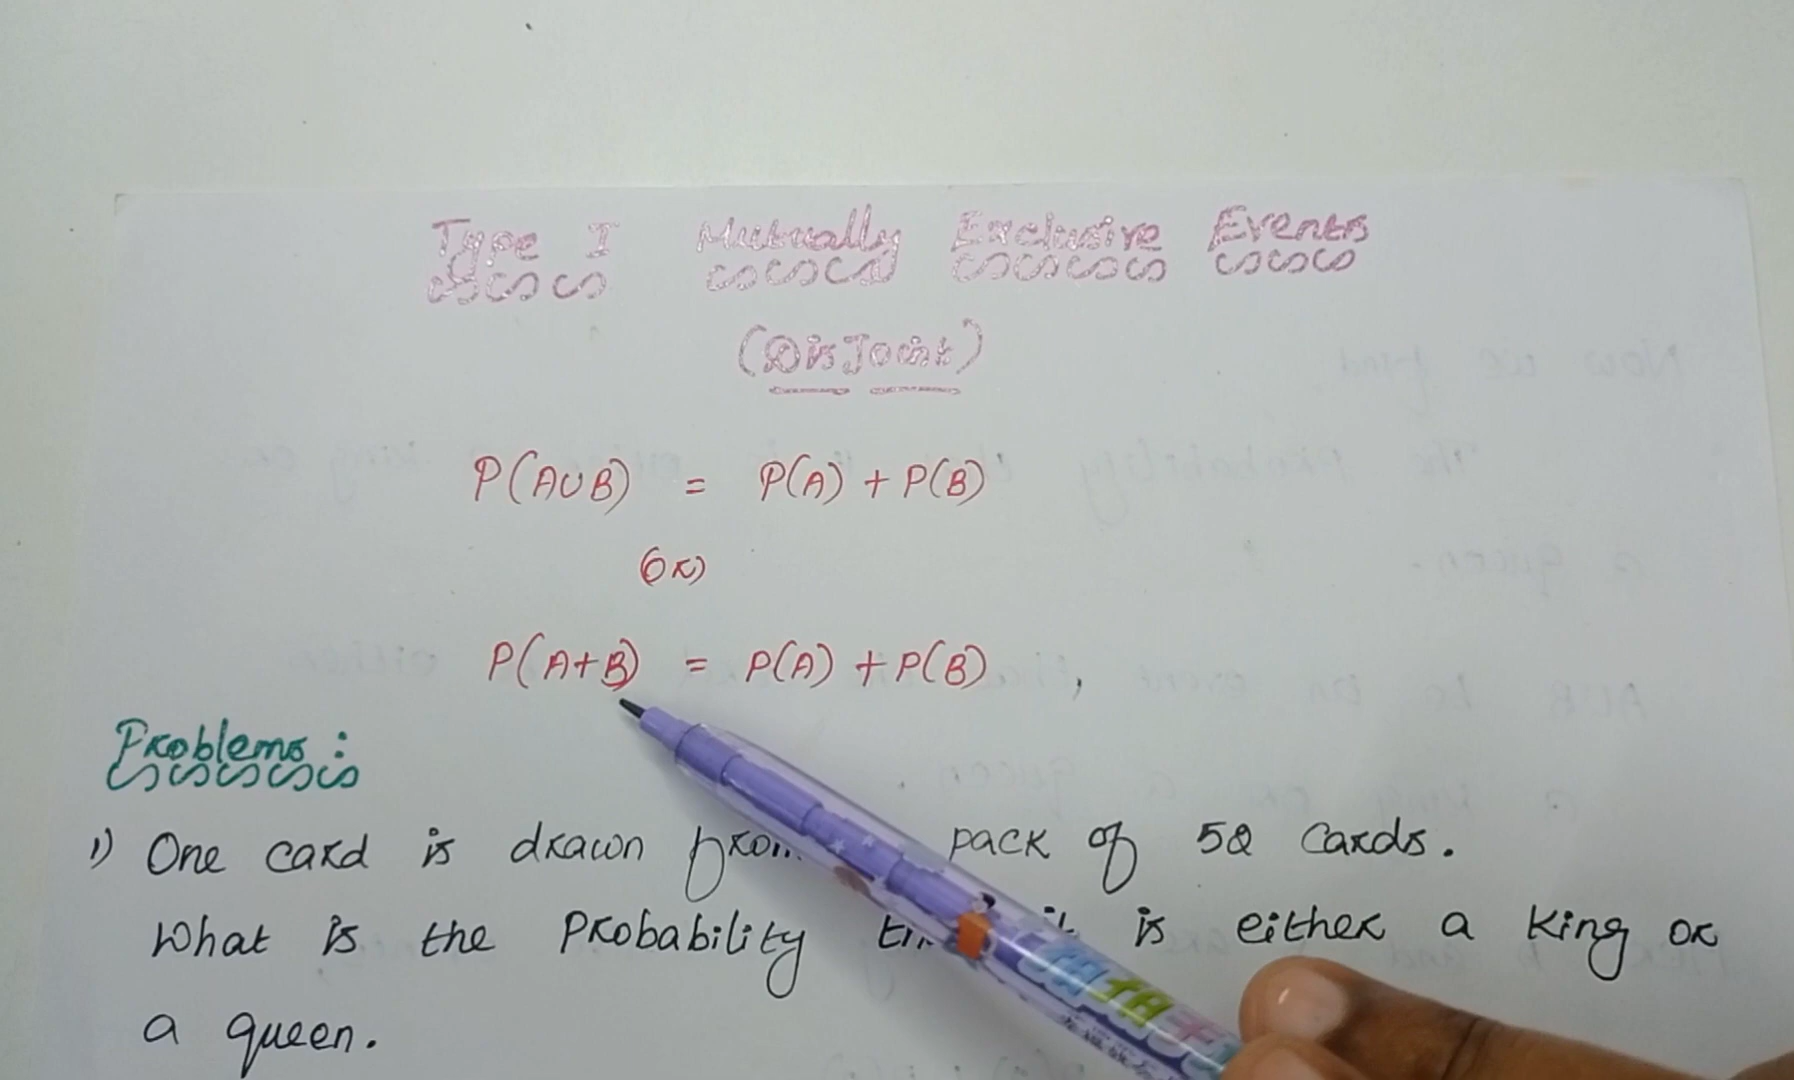 Type I Mutually Exclusive Events
(DisJoint)
P(A∪B) = P(A) + P(B)
(or)
P(A+B) = P(A) + P(B),
Problems:
1) One card is drawn pack of 52 cards.
What is the Probability it is either a king or
a queen.